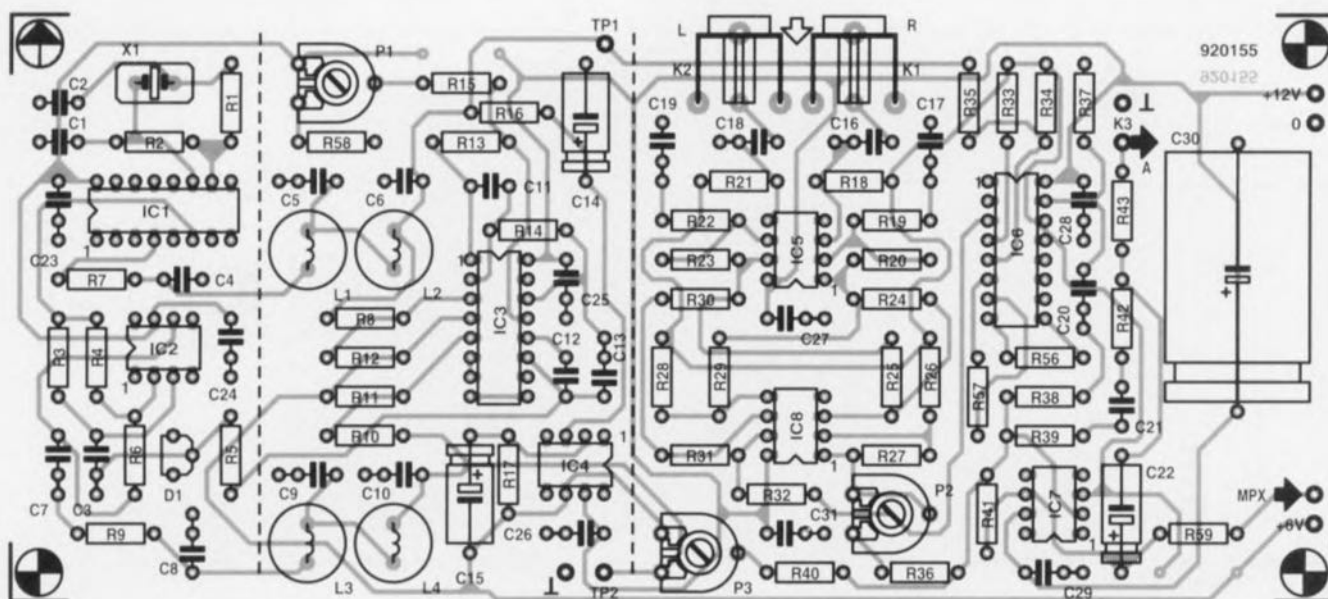 L
R
TP1
X1
P1
920155
920155
C2
R15
K2
K1
+12V
C1
R1
R16
C19
C18
C16
C17
R35
R33
R34
R37
⊥
K3
0
R2
R58
R13
C30
A
C5
C6
C11
C14
R21
R18
IC1
1
R14
R22
R19
IC5
IC6
1
C28
R43
C23
R7
C4
L1
L2
1
C25
R23
R20
R30
R24
1
C20
R42
R3
R4
IC2
1
C24
R8
IC3
C27
R12
C12
C13
R28
R29
R25
R26
R56
R57
R11
R38
R10
IC8
R39
C21
C7
C3
R6
D1
R5
C9
C10
R17
IC4
1
R31
R27
1
R32
P2
R41
IC7
1
C22
MPX
+8V
R9
C8
C26
C31
R59
L3
L4
C15
⊥
TP2
P3
R40
R36
C29